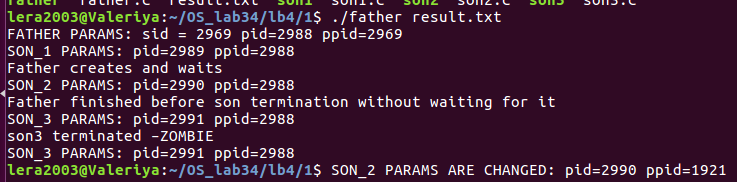 father father.c result.txt son1 son1.c son2 son2.c son3 son3.c
lera2003@Valeriya:~/OS_lab34/lb4/1$ ./father result.txt
FATHER PARAMS: sid = 2969 pid=2988 ppid=2969
SON_1 PARAMS: pid=2989 ppid=2988
Father creates and waits
SON_2 PARAMS: pid=2990 ppid=2988
Father finished before son termination without waiting for it
SON_3 PARAMS: pid=2991 ppid=2988
son3 terminated –ZOMBIE
SON_3 PARAMS: pid=2991 ppid=2988
lera2003@Valeriya:~/OS_lab34/lb4/1$ SON_2 PARAMS ARE CHANGED: pid=2990 ppid=1921